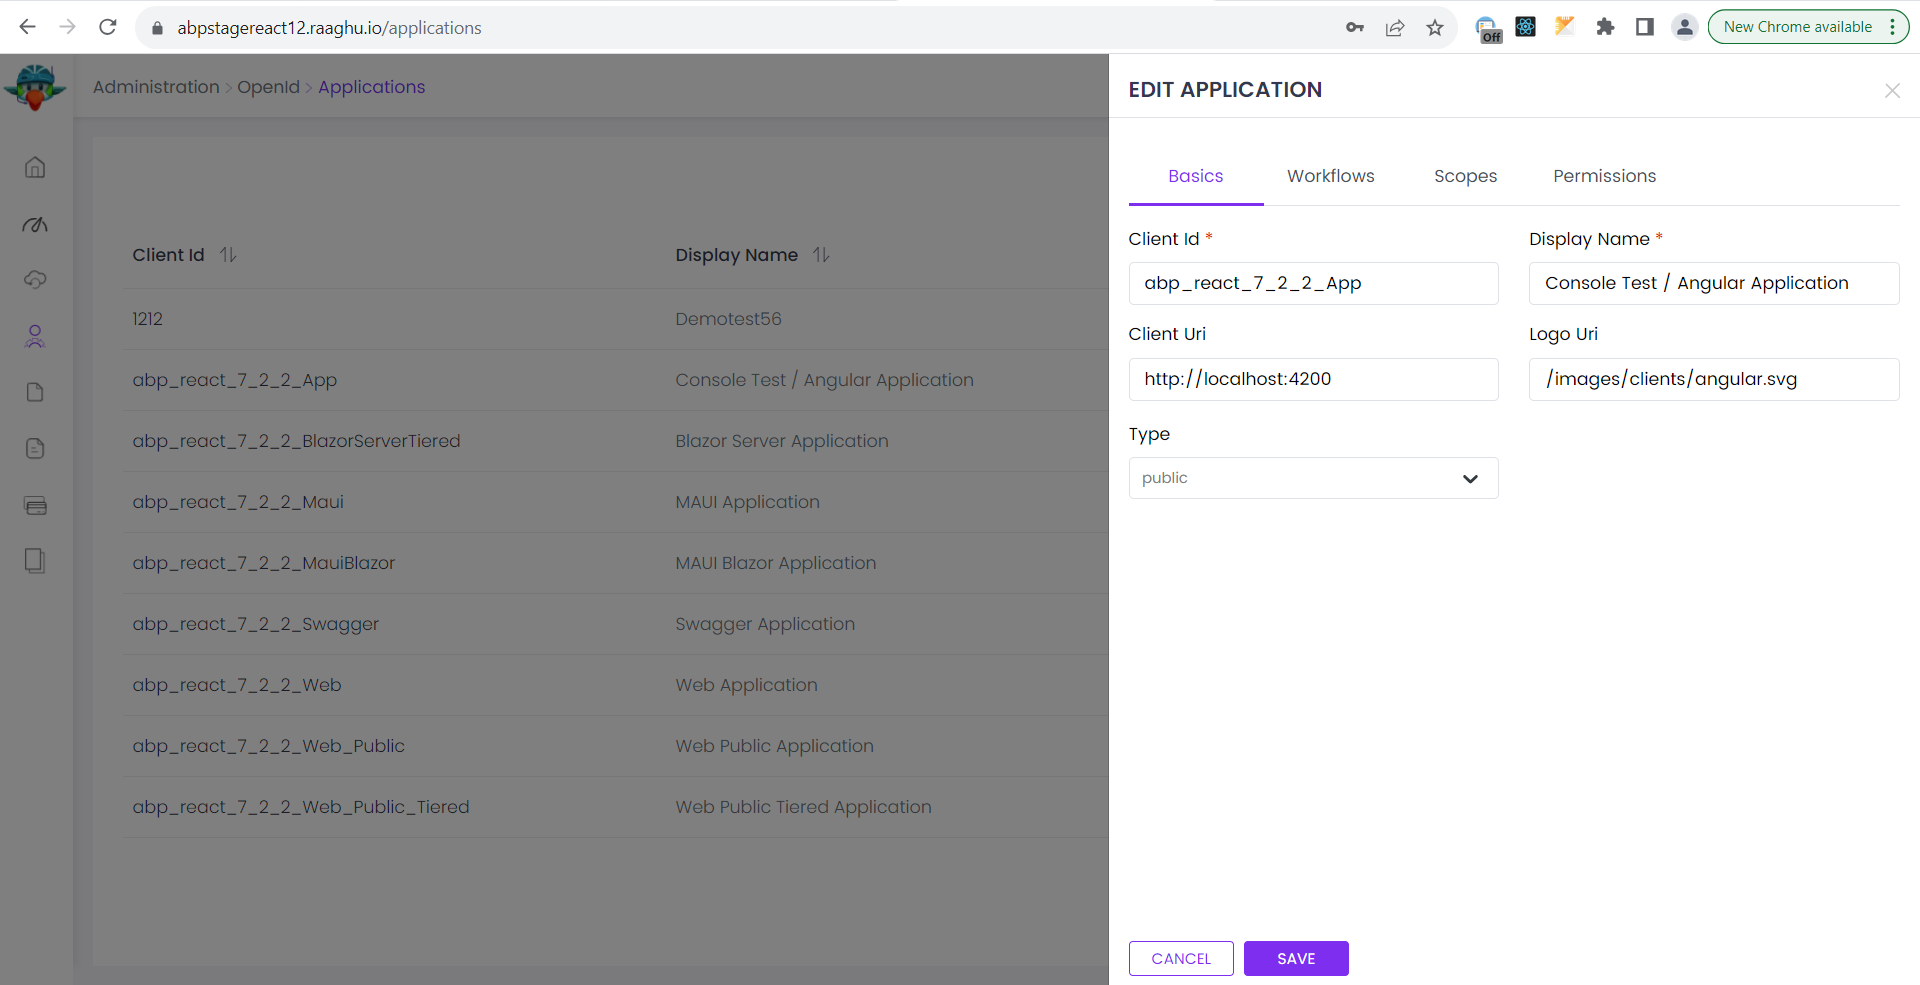 abpstagereact12.raaghu.io/applications
Off
New Chrome available
Administration > OpenId > Applications
EDIT APPLICATION
Basics Workflows Scopes Permissions
Client Id *
Display Name *
abp_react_7_2_2_App
Console Test / Angular Application
Client Uri
Logo Uri
http://localhost:4200
/images/clients/angular.svg
Type
public
CANCEL
SAVE
Client Id Display Name
1212 Demotest56
abp_react_7_2_2_App Console Test / Angular Application
abp_react_7_2_2_BlazorServerTiered Blazor Server Application
abp_react_7_2_2_Maui MAUI Application
abp_react_7_2_2_MauiBlazor MAUI Blazor Application
abp_react_7_2_2_Swagger Swagger Application
abp_react_7_2_2_Web Web Application
abp_react_7_2_2_Web_Public Web Public Application
abp_react_7_2_2_Web_Public_Tiered Web Public Tiered Application